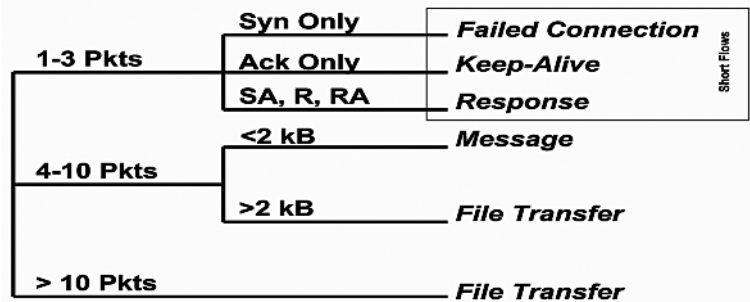 Syn Only Failed Connection
1-3 Pkts Ack Only Keep-Alive
SA, R, RA Response
Short Flows
<2 kB Message
4-10 Pkts
>2 kB File Transfer
> 10 Pkts File Transfer